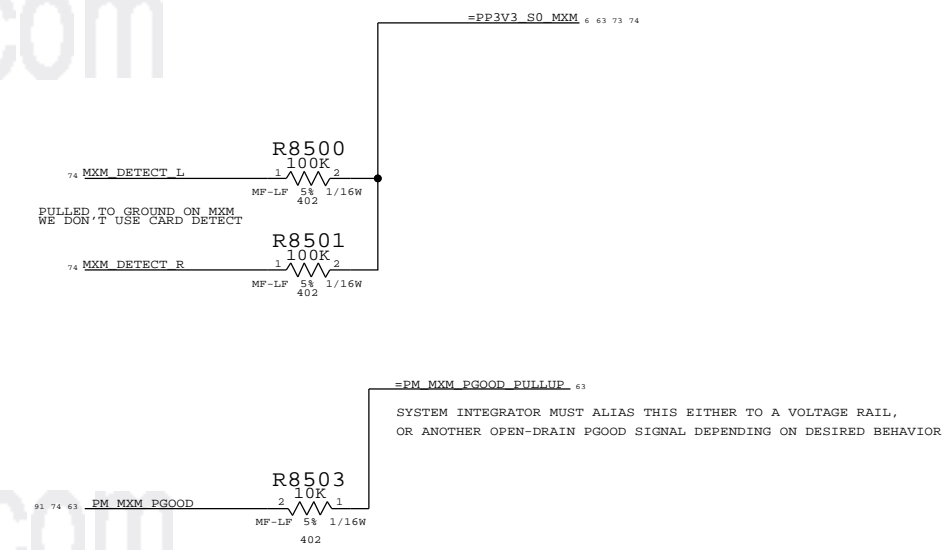 com
=PP3V3_S0_MXM 6 63 73 74
R8500
100K
74 MXM_DETECT_L 1 2
MF-LF 5% 1/16W
402
PULLED TO GROUND ON MXM
WE DON'T USE CARD DETECT
R8501
100K
74 MXM_DETECT_R 1 2
MF-LF 5% 1/16W
402
=PM_MXM_PGOOD_PULLUP 63
SYSTEM INTEGRATOR MUST ALIAS THIS EITHER TO A VOLTAGE RAIL,
OR ANOTHER OPEN-DRAIN PGOOD SIGNAL DEPENDING ON DESIRED BEHAVIOR
R8503
10K
91 74 63 PM_MXM_PGOOD 2 1
MF-LF 5% 1/16W
402
com